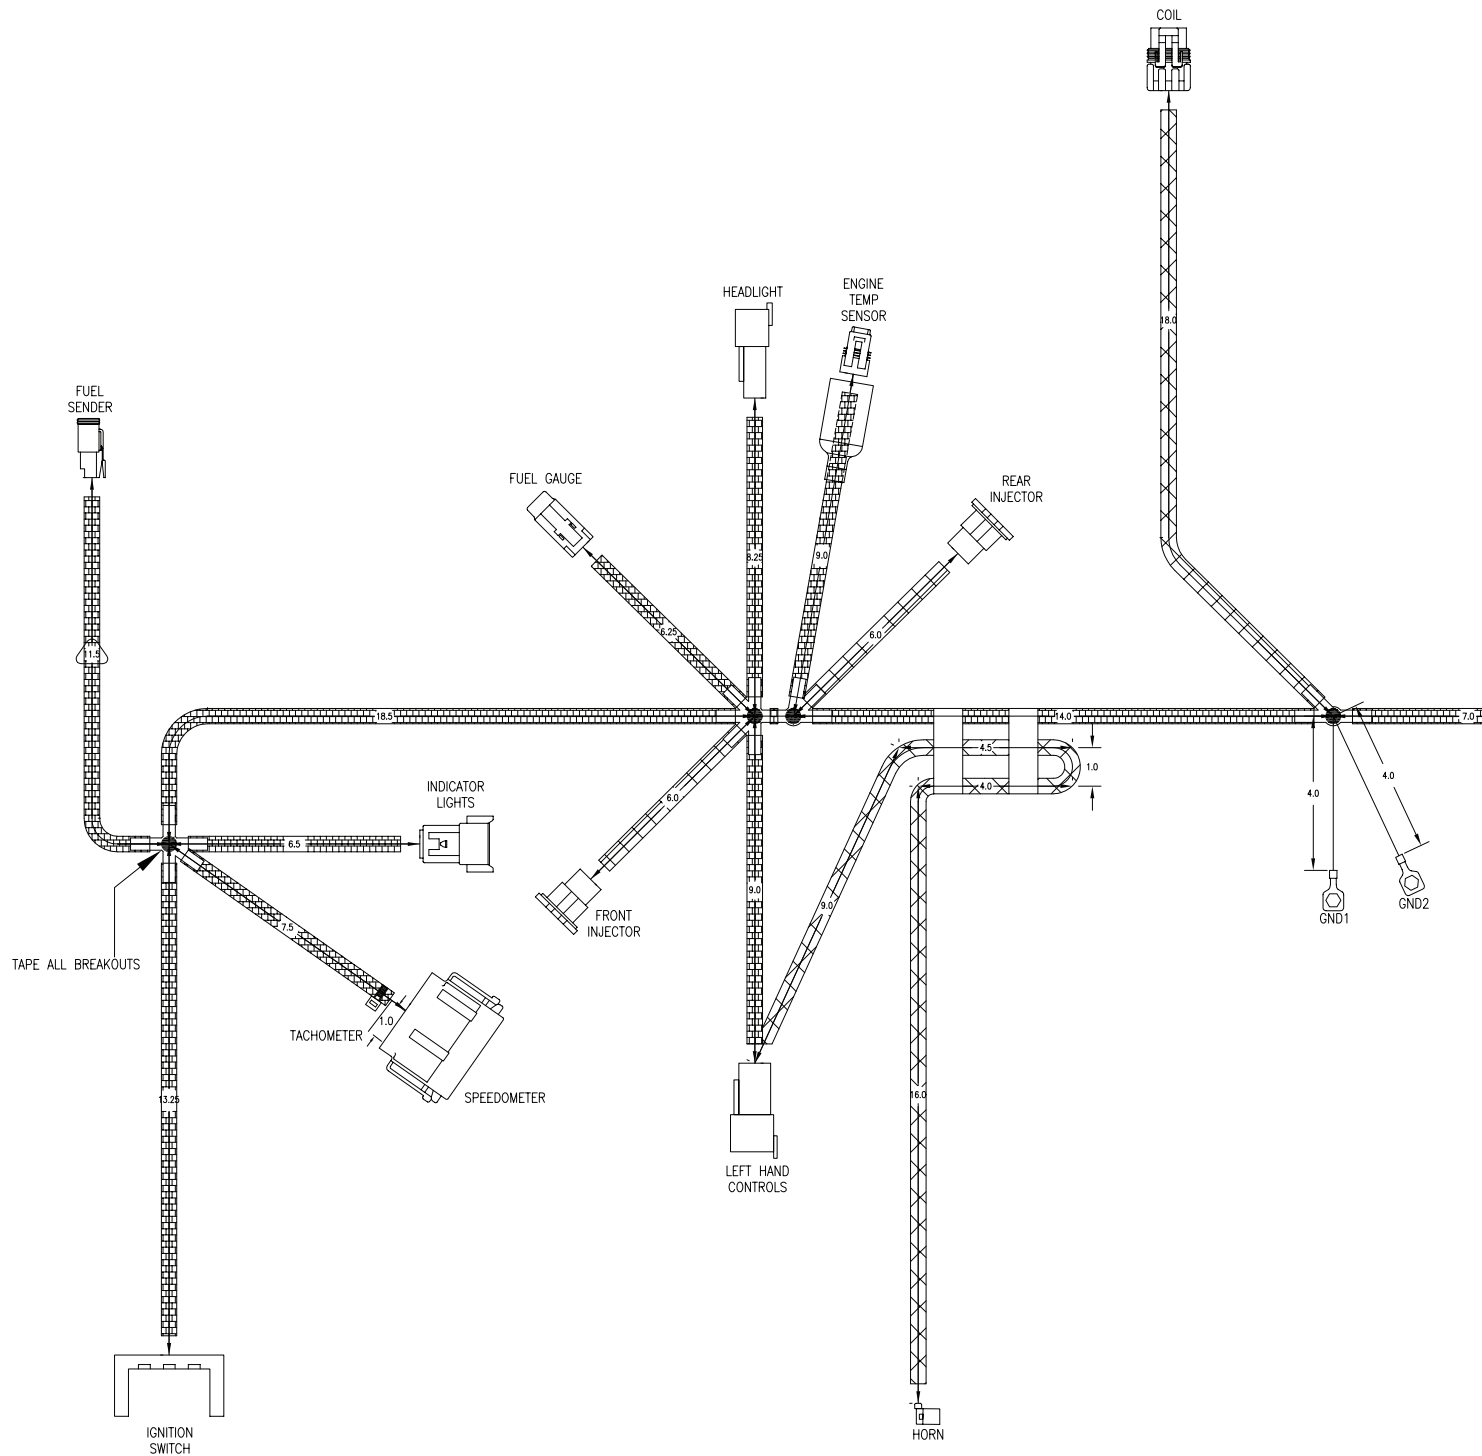 COIL
18.0
HEADLIGHT
ENGINE
TEMP
SENSOR
FUEL
SENDER
FUEL GAUGE
REAR
INJECTOR
8.25
9.0
6.25
6.0
11.5
18.5
14.0
7.0
4.5
1.0
4.0
4.0
4.0
INDICATOR
LIGHTS
6.5
6.0
9.0
9.0
7.5
FRONT
INJECTOR
GND1
GND2
TAPE ALL BREAKOUTS
TACHOMETER
1.0
SPEEDOMETER
13.25
16.0
LEFT HAND
CONTROLS
IGNITION
SWITCH
HORN